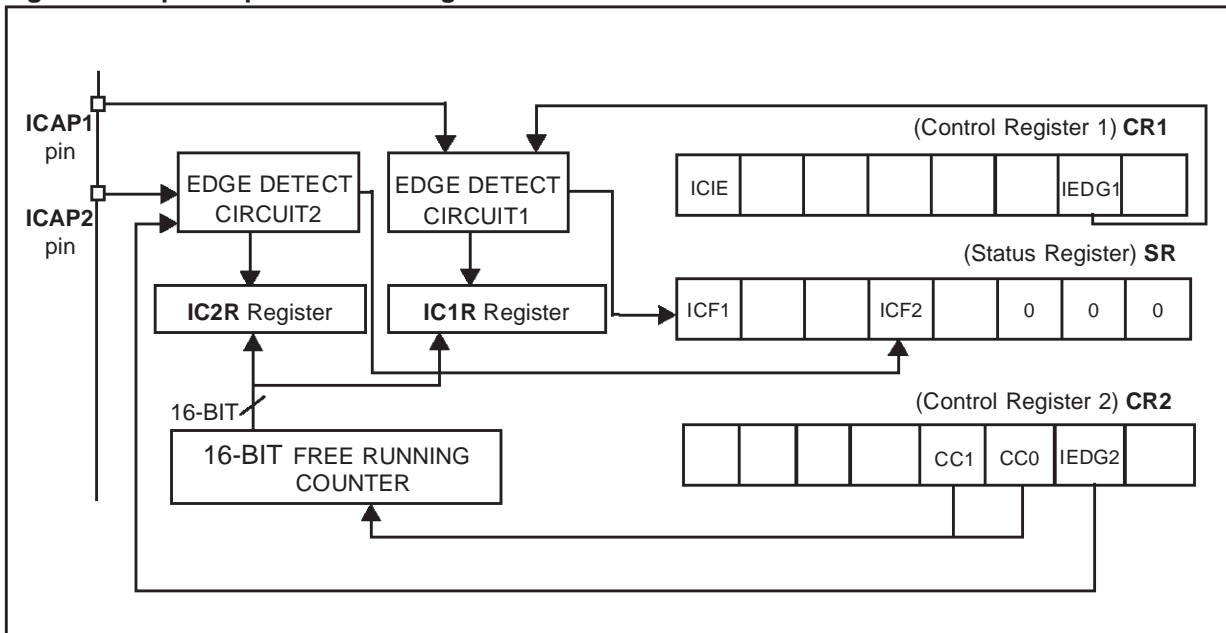 ICAP1
pin
ICAP2
pin
EDGE DETECT
CIRCUIT2
EDGE DETECT
CIRCUIT1
IC2R Register
IC1R Register
16-BIT
16-BIT FREE RUNNING
COUNTER
(Control Register 1) CR1
ICIE IEDG1
(Status Register) SR
ICF1 ICF2 0 0 0
(Control Register 2) CR2
CC1 CC0 IEDG2